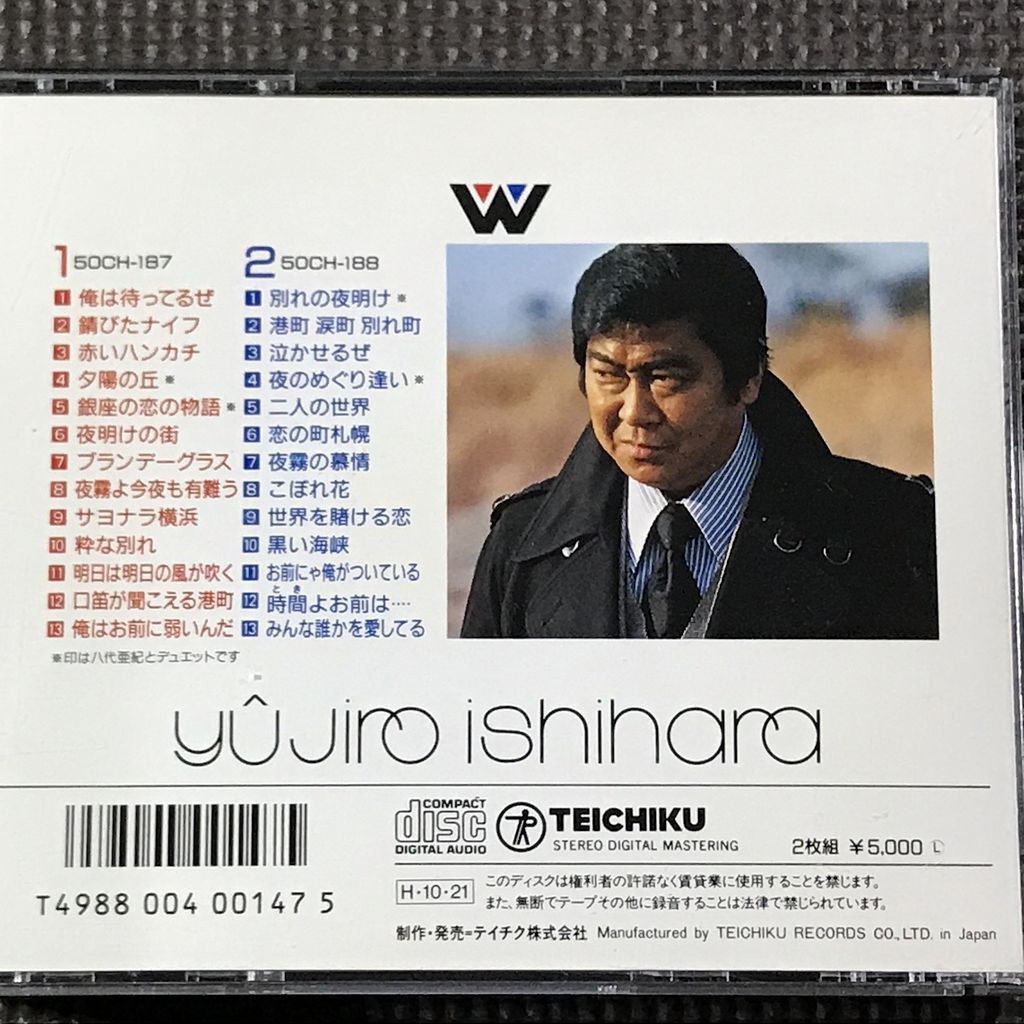 W
1 50CH-187
1 俺は待ってるぜ
2 錆びたナイフ
3 赤いハンカチ
4 夕陽の丘※
5 銀座の恋の物語※
6 夜明けの街
7 ブランデーグラス
8 夜霧よ今夜も有難う
9 サヨナラ横浜
10 粋な別れ
11 明日は明日の風が吹く
12 口笛が聞こえる港町
13 俺はお前に弱いんだ
※印は八代亜紀とデュエットです
2 50CH-188
1 別れの夜明け※
2 港町 涙町 別れ町
3 泣かせるぜ
4 夜のめぐり逢い※
5 二人の世界
6 恋の町札幌
7 夜霧の慕情
8 こぼれ花
9 世界を賭ける恋
10 黒い海峡
11 お前にゃ俺がついている
とき
12 時間よお前は‥‥
13 みんな誰かを愛してる
yûjiro ishihara
T4988 004 00147 5
COMPACT
disc
DIGITAL AUDIO
TEICHIKU
STEREO DIGITAL MASTERING
2枚組 ¥5,000 L
H・10・21
このディスクは権利者の許諾なく賃貸業に使用することを禁じます。
また、無断でテープその他に録音することは法律で禁じられています。
制作・発売=テイチク株式会社 Manufactured by TEICHIKU RECORDS CO.,LTD. in Japan